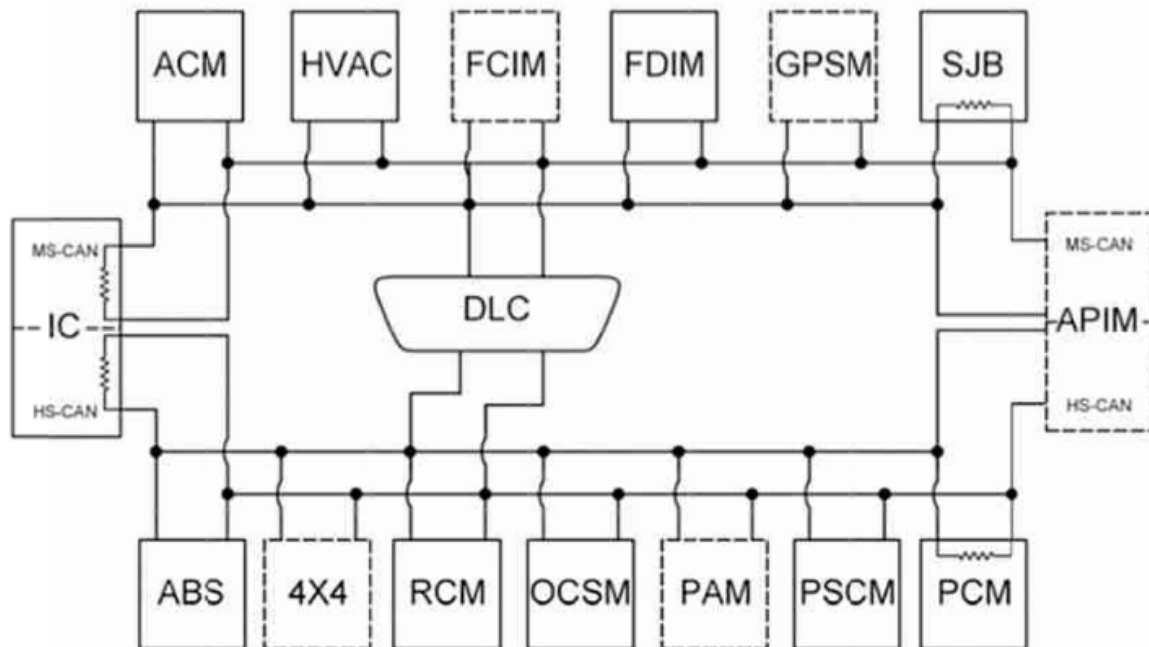 ACM
HVAC
FCIM
FDIM
GPSM
SJB
MS-CAN
IC
HS-CAN
DLC
MS-CAN
APIM
HS-CAN
ABS
4X4
RCM
OCSM
PAM
PSCM
PCM